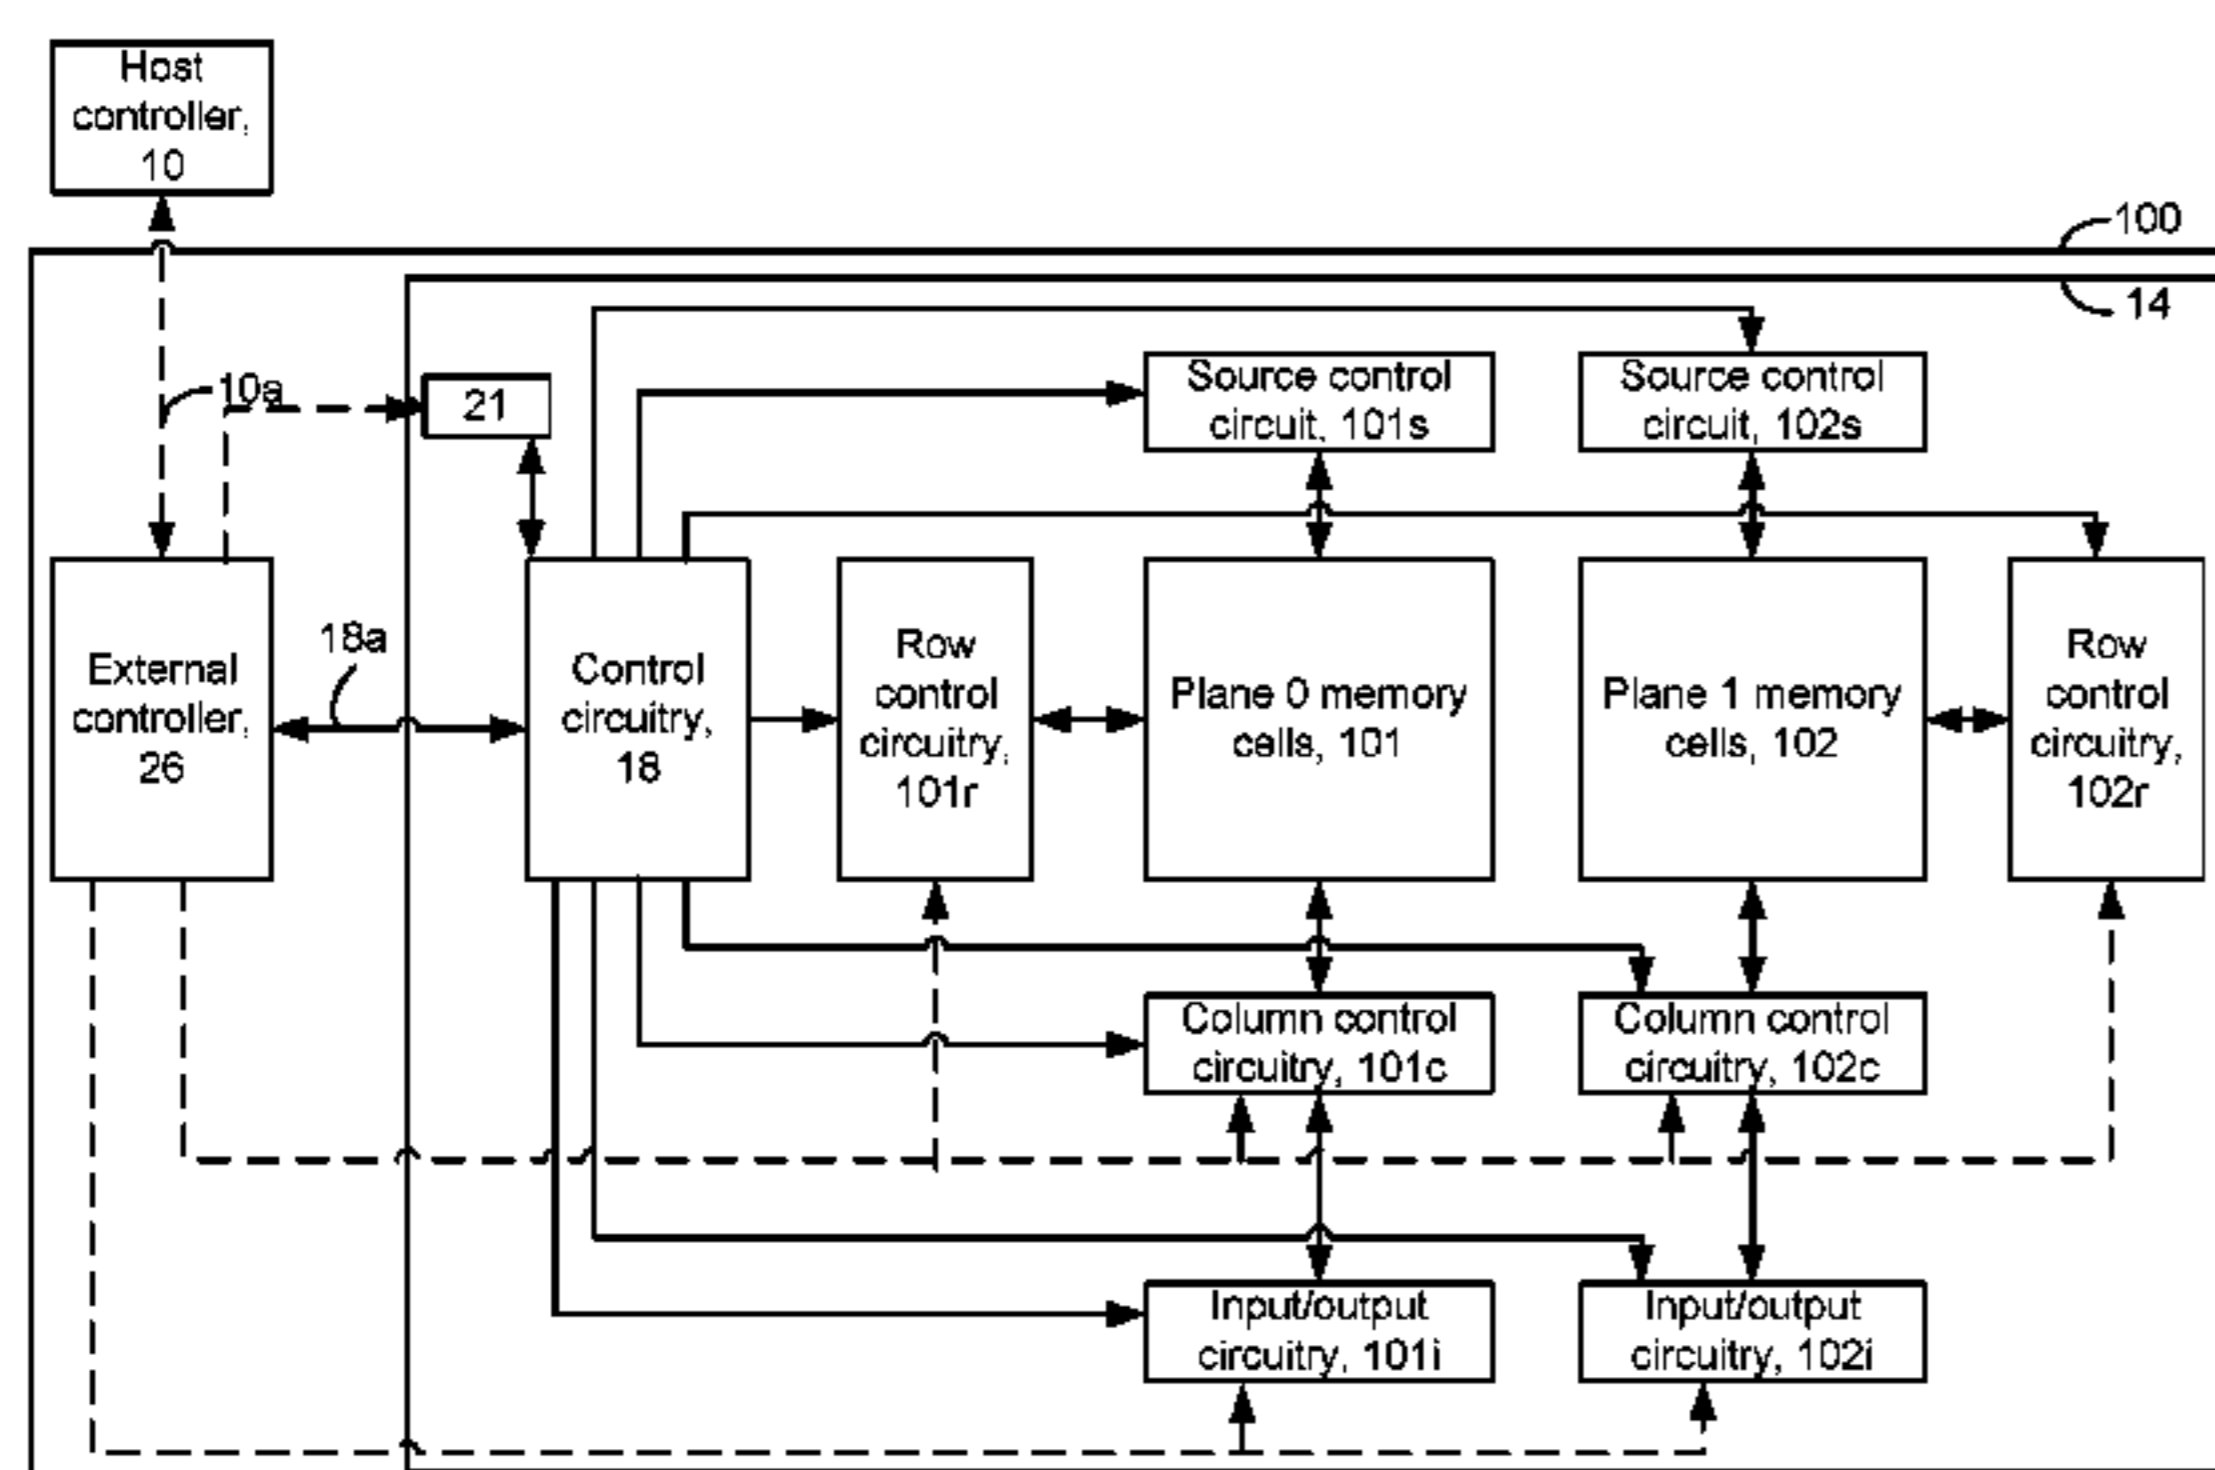 Host
controller,
10
100
14
10a
21
Source control
circuit, 101s
Source control
circuit, 102s
18a
External
controller,
26
Control
circuitry,
18
Row
control
circuitry,
101r
Plane 0 memory
cells, 101
Plane 1 memory
cells, 102
Row
control
circuitry,
102r
Column control
circuitry, 101c
Column control
circuitry, 102c
Input/output
circuitry, 101i
Input/output
circuitry, 102i